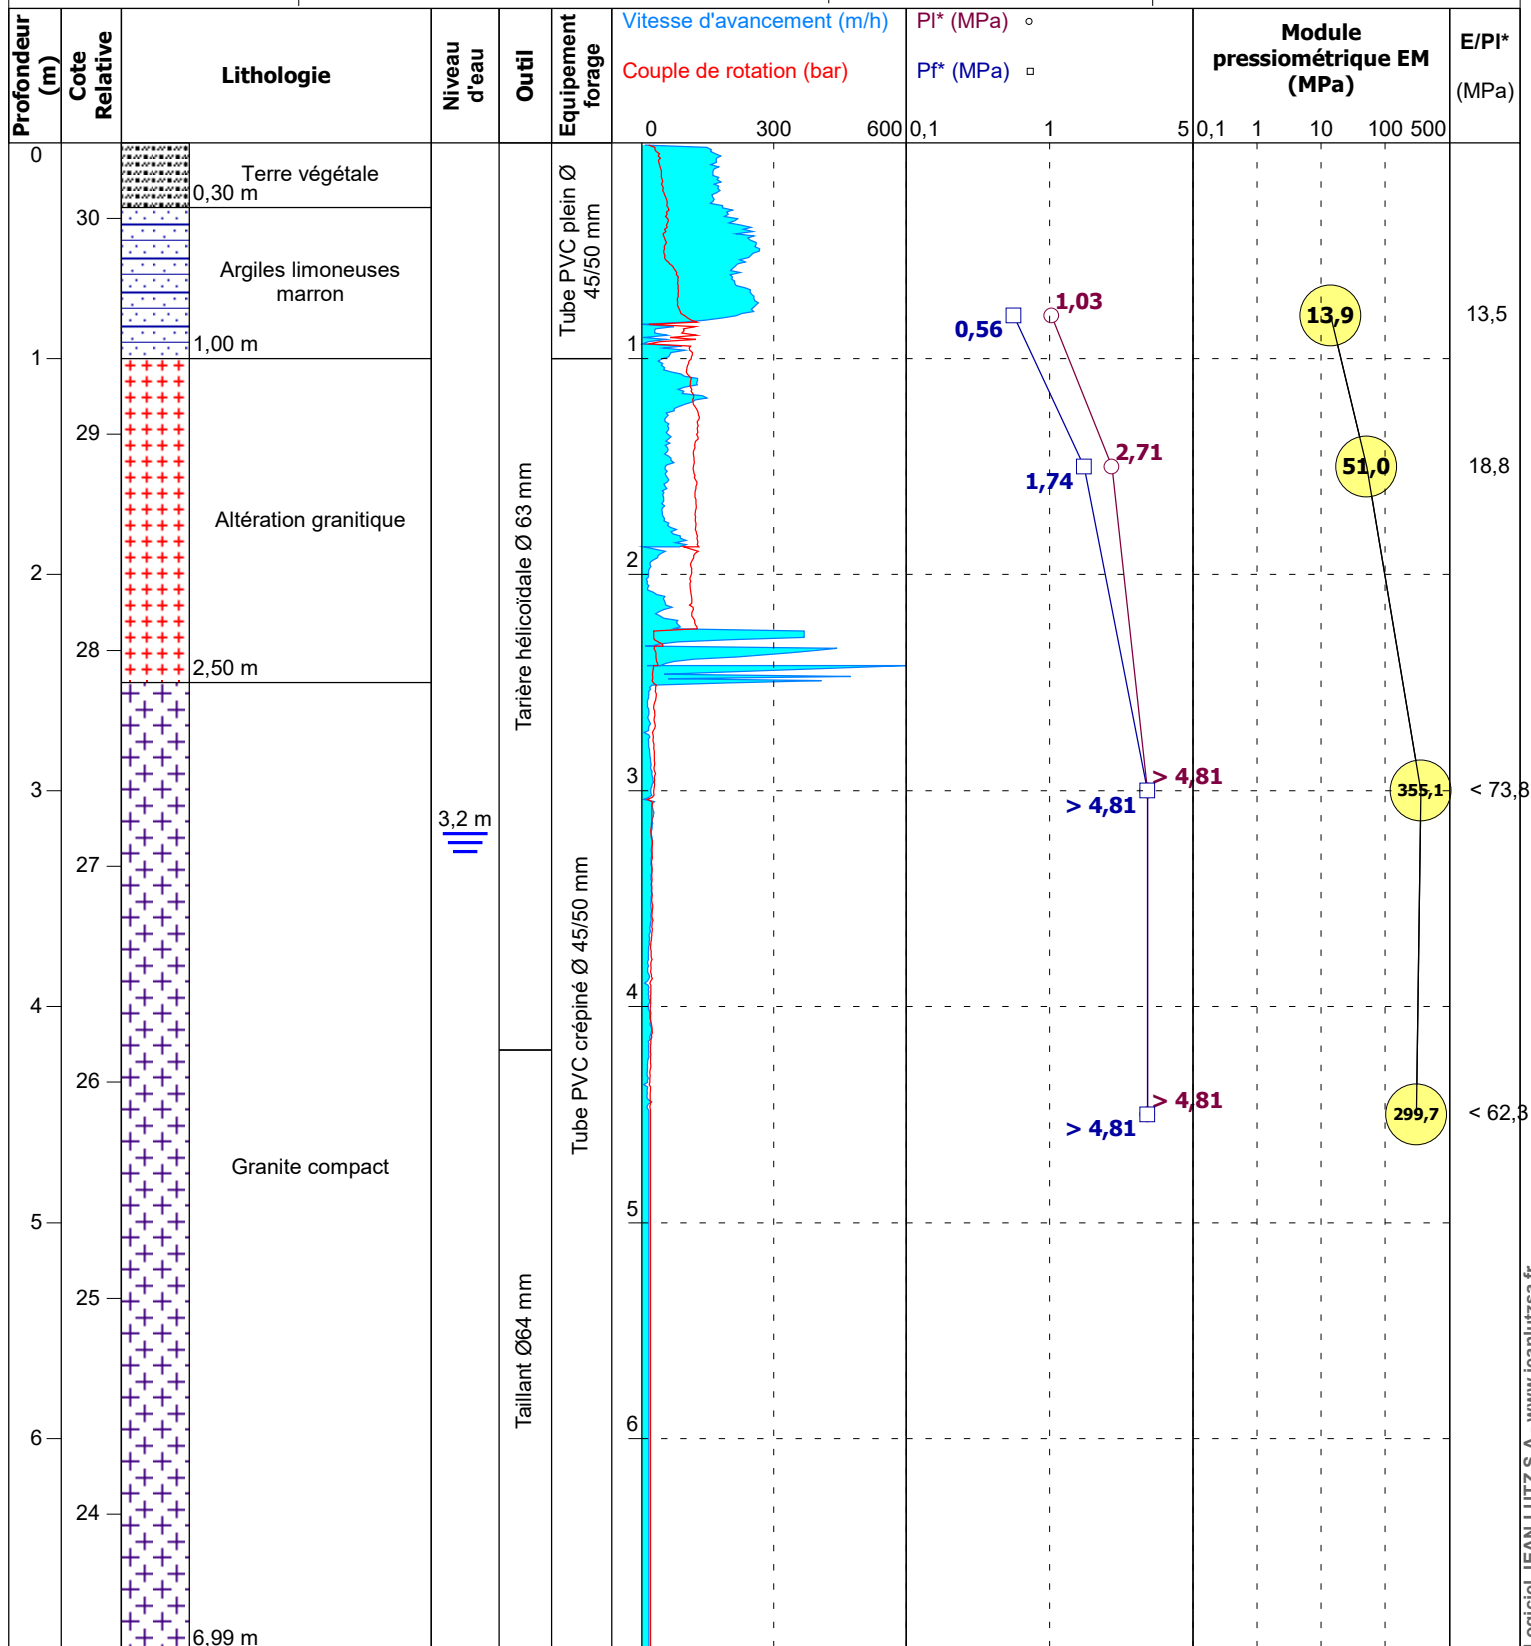 Profondeur
(m)
Cote
Relative
Lithologie
Niveau
d'eau
Outil
Equipement
forage
Vitesse d'avancement (m/h)
Couple de rotation (bar)
0 300 600
Pl* (MPa)
Pf* (MPa)
0,1 1 5
Module
pressiométrique EM
(MPa)
0,1 1 10 100 500
E/Pl*
(MPa)
0
Terre végétale
0,30 m
30
Argiles limoneuses
marron
1,00 m
Tube PVC plein Ø
45/50 mm
1,03
0,56
13,9
13,5
1
1
29
Altération granitique
2,50 m
Tarière hélicoïdale Ø 63 mm
2,71
1,74
51,0
18,8
2
2
28
3
3
> 4,81
> 4,81
355,1
< 73,8
3,2 m
27
Tube PVC crépiné Ø 45/50 mm
4
4
26
> 4,81
> 4,81
299,7
< 62,3
Granite compact
5
5
25
Taillant Ø64 mm
6
6
24
6,99 m
JEAN LUTZ S.A - www.jeanlutzsa.fr